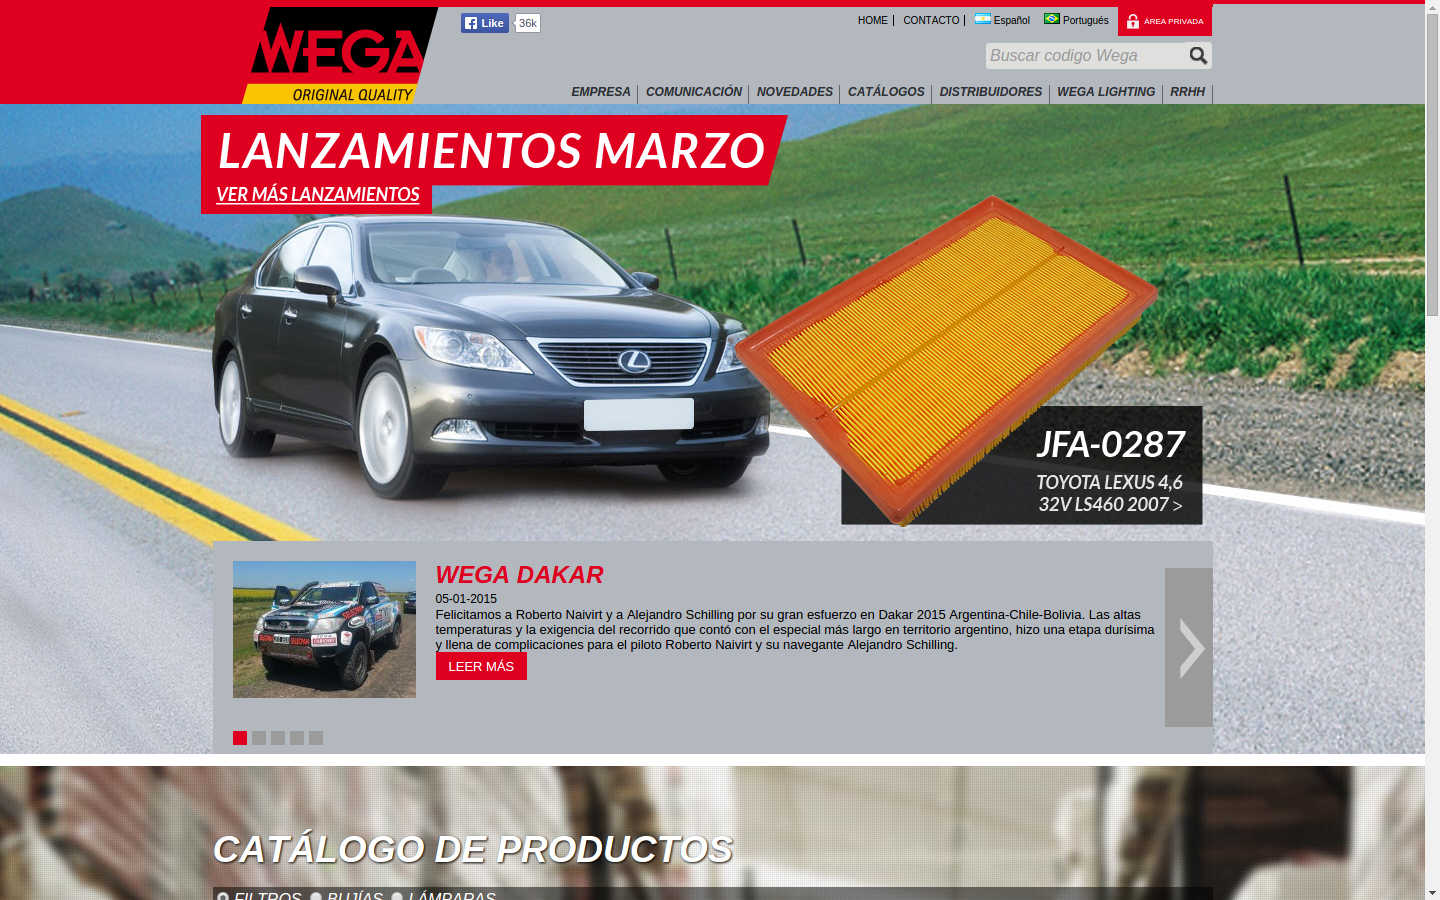 WEGA
ORIGINAL QUALITY
Like
36k
HOME
CONTACTO
Español
Português
ÁREA PRIVADA
Buscar codigo Wega
EMPRESA
COMUNICACIÓN
NOVEDADES
CATÁLOGOS
DISTRIBUIDORES
WEGA LIGHTING
RRHH
LANZAMIENTOS MARZO
VER MÁS LANZAMIENTOS
JFA-0287
TOYOTA LEXUS 4,6
32V LS460 2007 >
WEGA DAKAR
05-01-2015
Felicitamos a Roberto Naivirt y a Alejandro Schilling por su gran esfuerzo en Dakar 2015 Argentina-Chile-Bolivia. Las altas
temperaturas y la exigencia del recorrido que contó con el especial más largo en territorio argentino, hizo una etapa durísima
y llena de complicaciones para el piloto Roberto Naivirt y su navegante Alejandro Schilling.
LEER MÁS
CATÁLOGO DE PRODUCTOS
FILTROS
BUJÍAS
LÁMPARAS